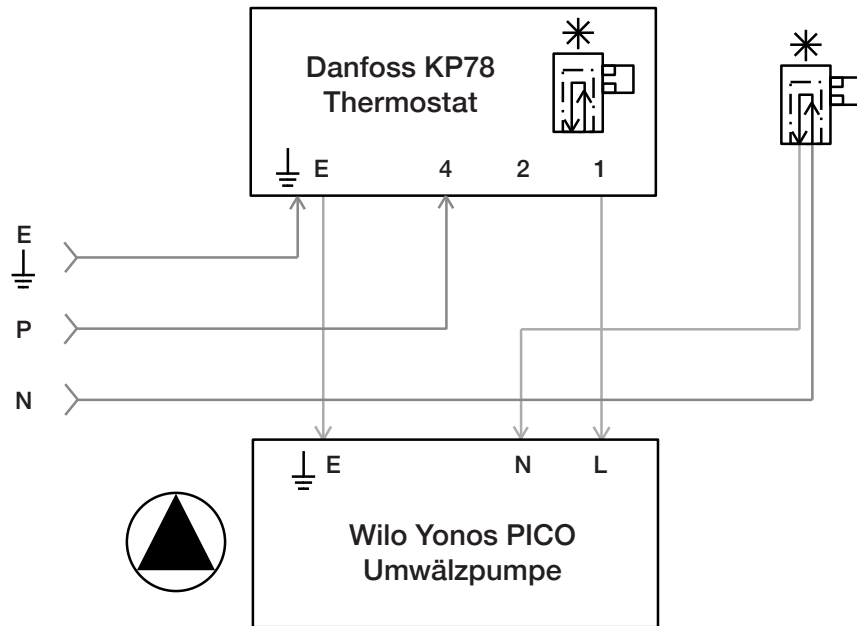 Danfoss KP78
Thermostat
E 4 2 1
E
P
N
E N L
Wilo Yonos PICO
Umwälzpumpe